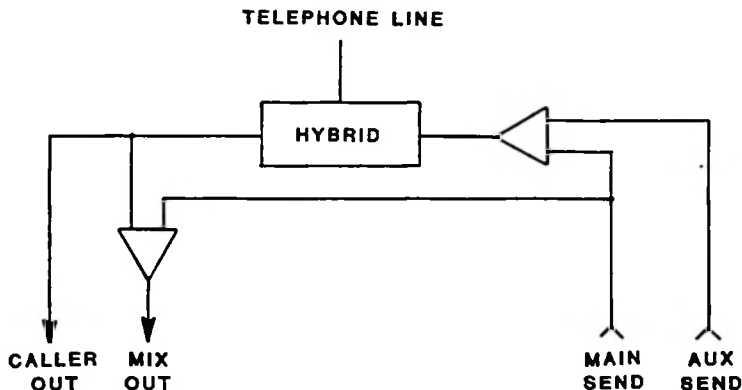 TELEPHONE LINE
HYBRID
CALLER OUT
MIX OUT
MAIN SEND
AUX SEND